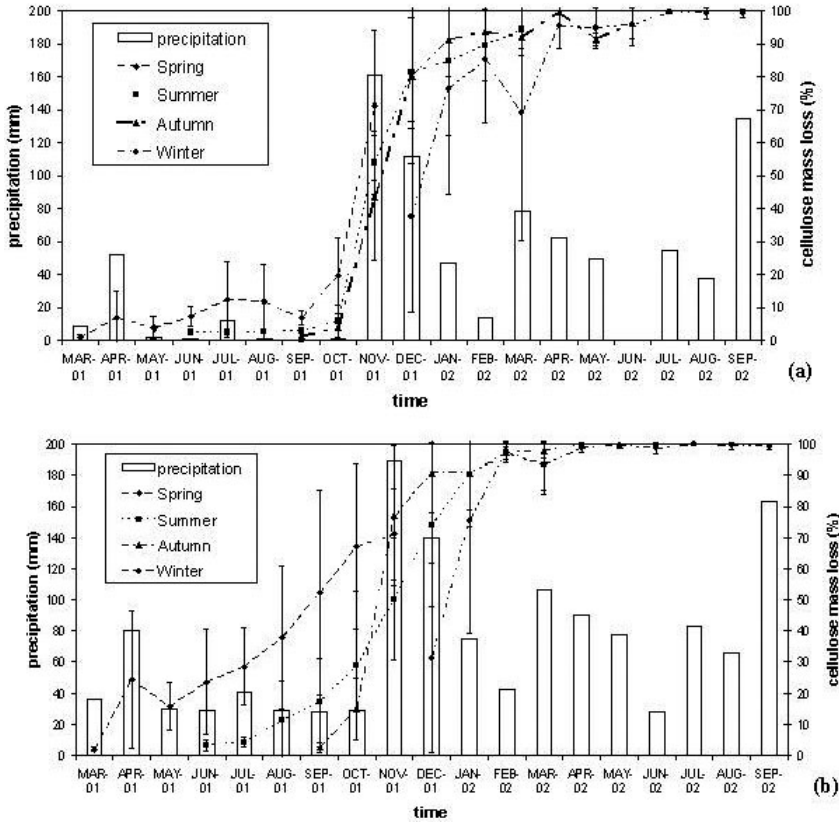 precipitation (mm)
200
180
160
140
120
100
80
60
40
20
0
precipitation
Spring
Summer
Autumn
Winter
100
90
80
70
60
50
40
30
20
10
0
cellulose mass loss (%)
MAR- APR- MAY- JUN- JUL- AUG- SEP- OCT- NOV- DEC- JAN- FEB- MAR- APR- MAY- JUN- JUL- AUG- SEP-
01 01 01 01 01 01 01 01 01 01 02 02 02 02 02 02 02 02 02
time
(a)
precipitation (mm)
200
180
160
140
120
100
80
60
40
20
0
precipitation
Spring
Summer
Autumn
Winter
100
90
80
70
60
50
40
30
20
10
0
cellulose mass loss (%)
MAR- APR- MAY- JUN- JUL- AUG- SEP- OCT- NOV- DEC- JAN- FEB- MAR- APR- MAY- JUN- JUL- AUG- SEP-
01 01 01 01 01 01 01 01 01 01 02 02 02 02 02 02 02 02 02
time
(b)